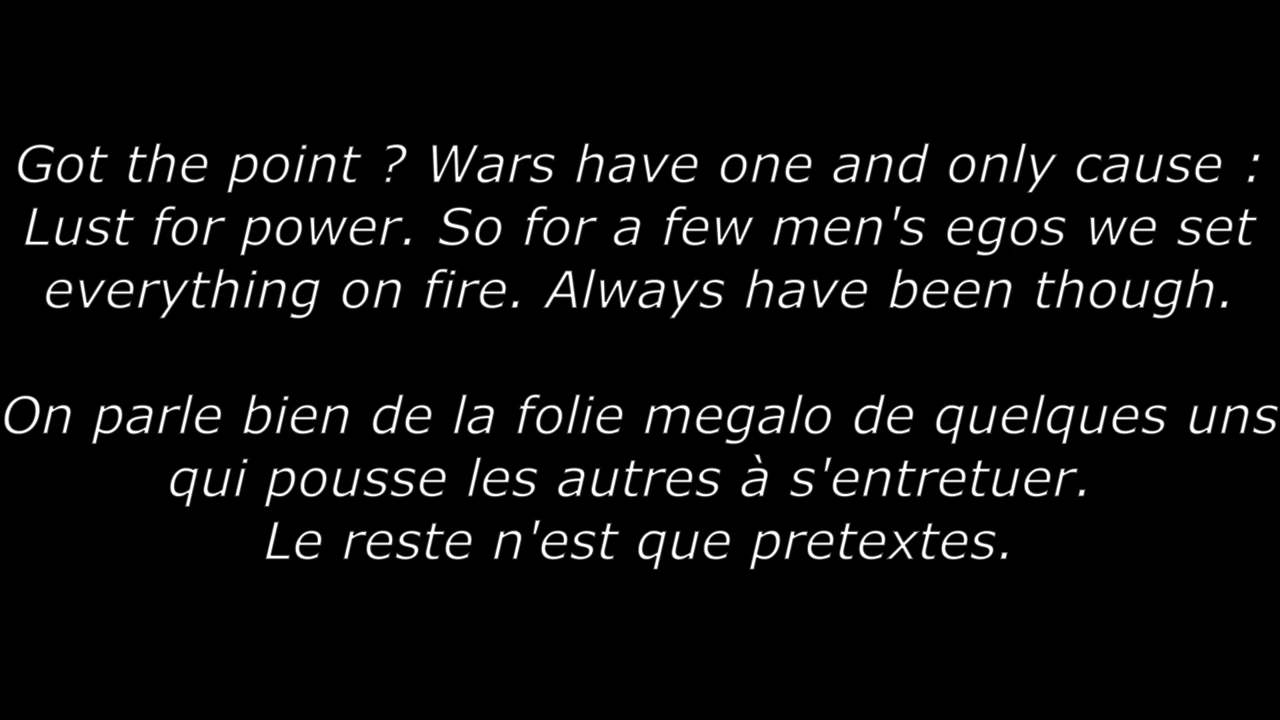 Got the point ? Wars have one and only cause :
Lust for power. So for a few men's egos we set
everything on fire. Always have been though.
On parle bien de la folie megalo de quelques uns
qui pousse les autres à s'entretuer.
Le reste n'est que pretextes.